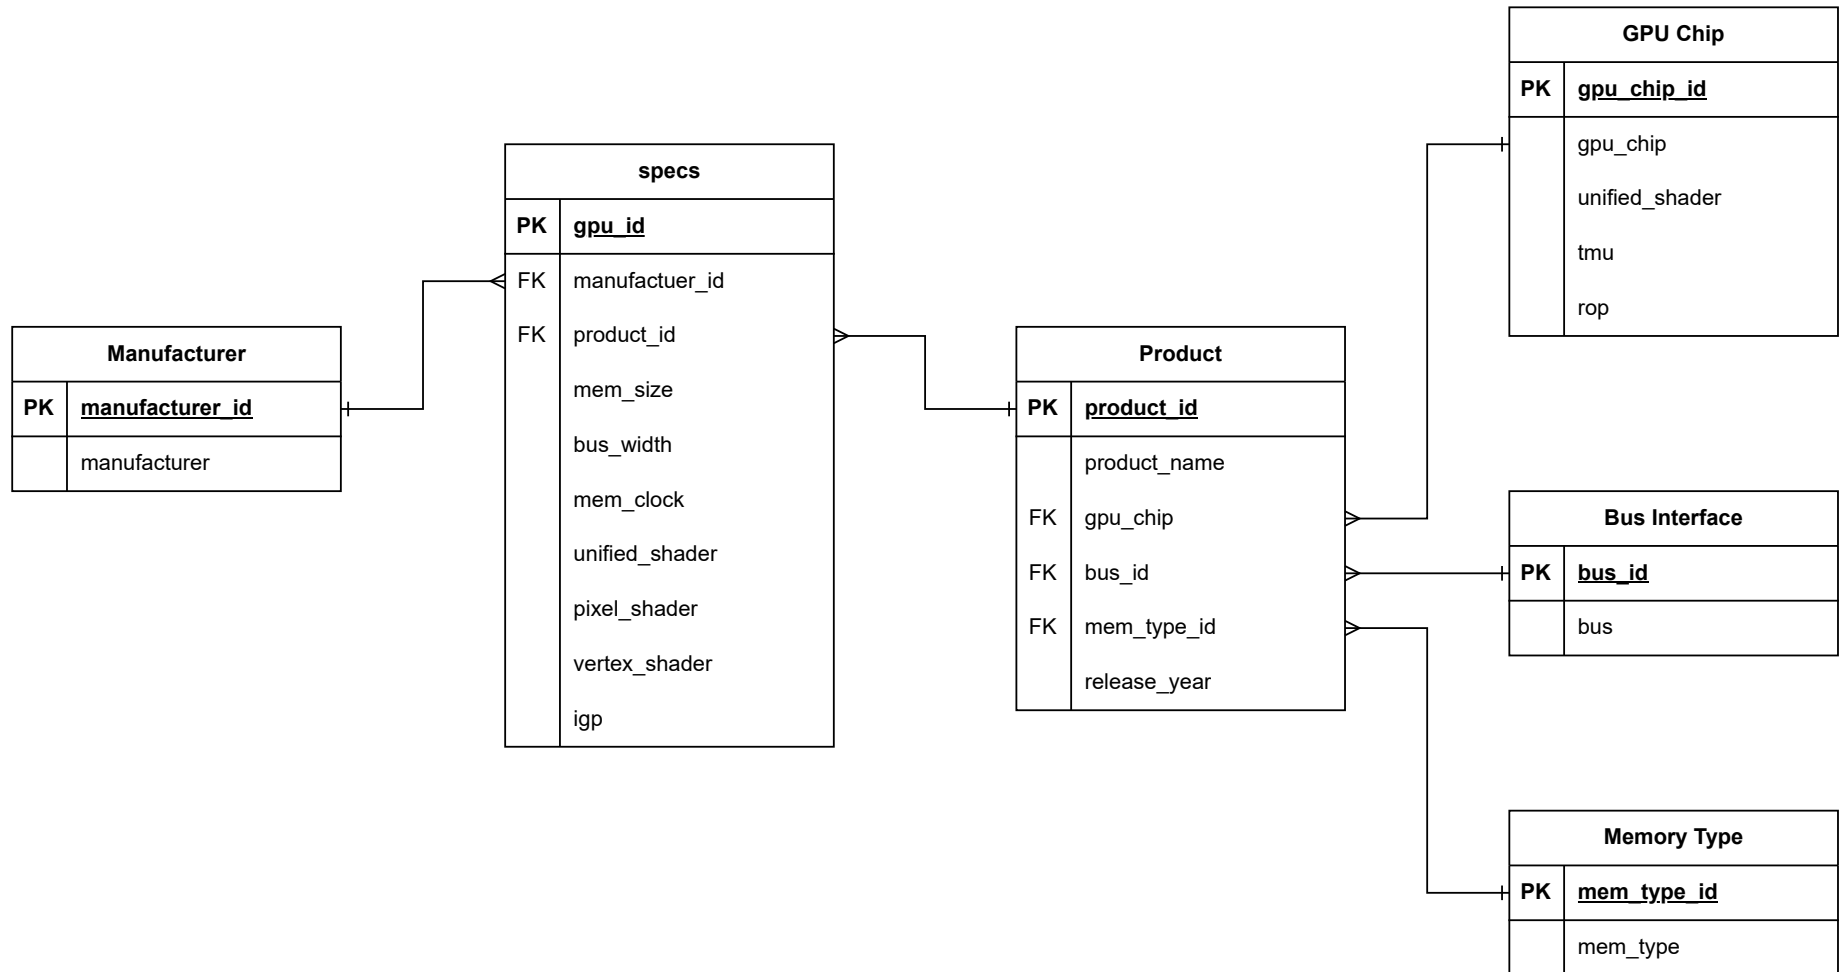 GPU Chip
PK gpu_chip_id
gpu_chip
unified_shader
tmu
rop
specs
PK gpu_id
FK manufactuer_id
FK product_id
mem_size
bus_width
mem_clock
unified_shader
pixel_shader
vertex_shader
igp
Manufacturer
PK manufacturer_id
manufacturer
Product
PK product_id
product_name
FK gpu_chip
FK bus_id
FK mem_type_id
release_year
Bus Interface
PK bus_id
bus
Memory Type
PK mem_type_id
mem_type